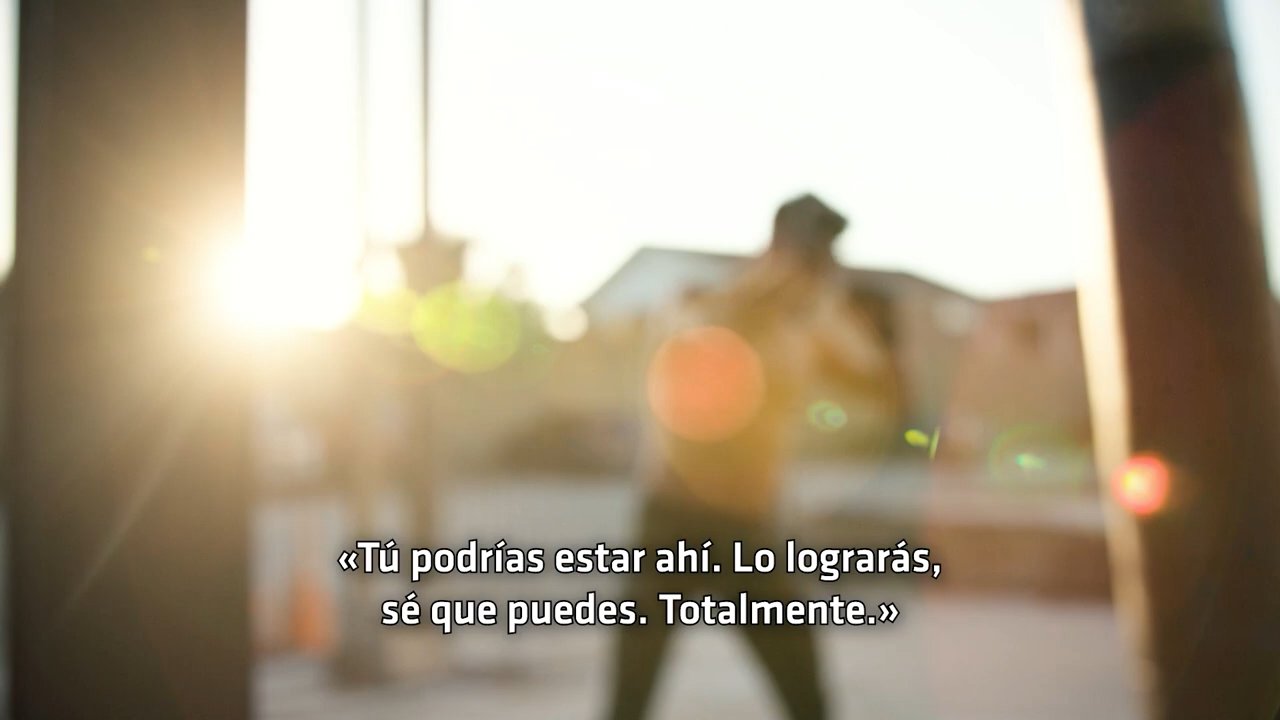 «Tú podrías estar ahí. Lo lograrás,
sé que puedes. Totalmente.»